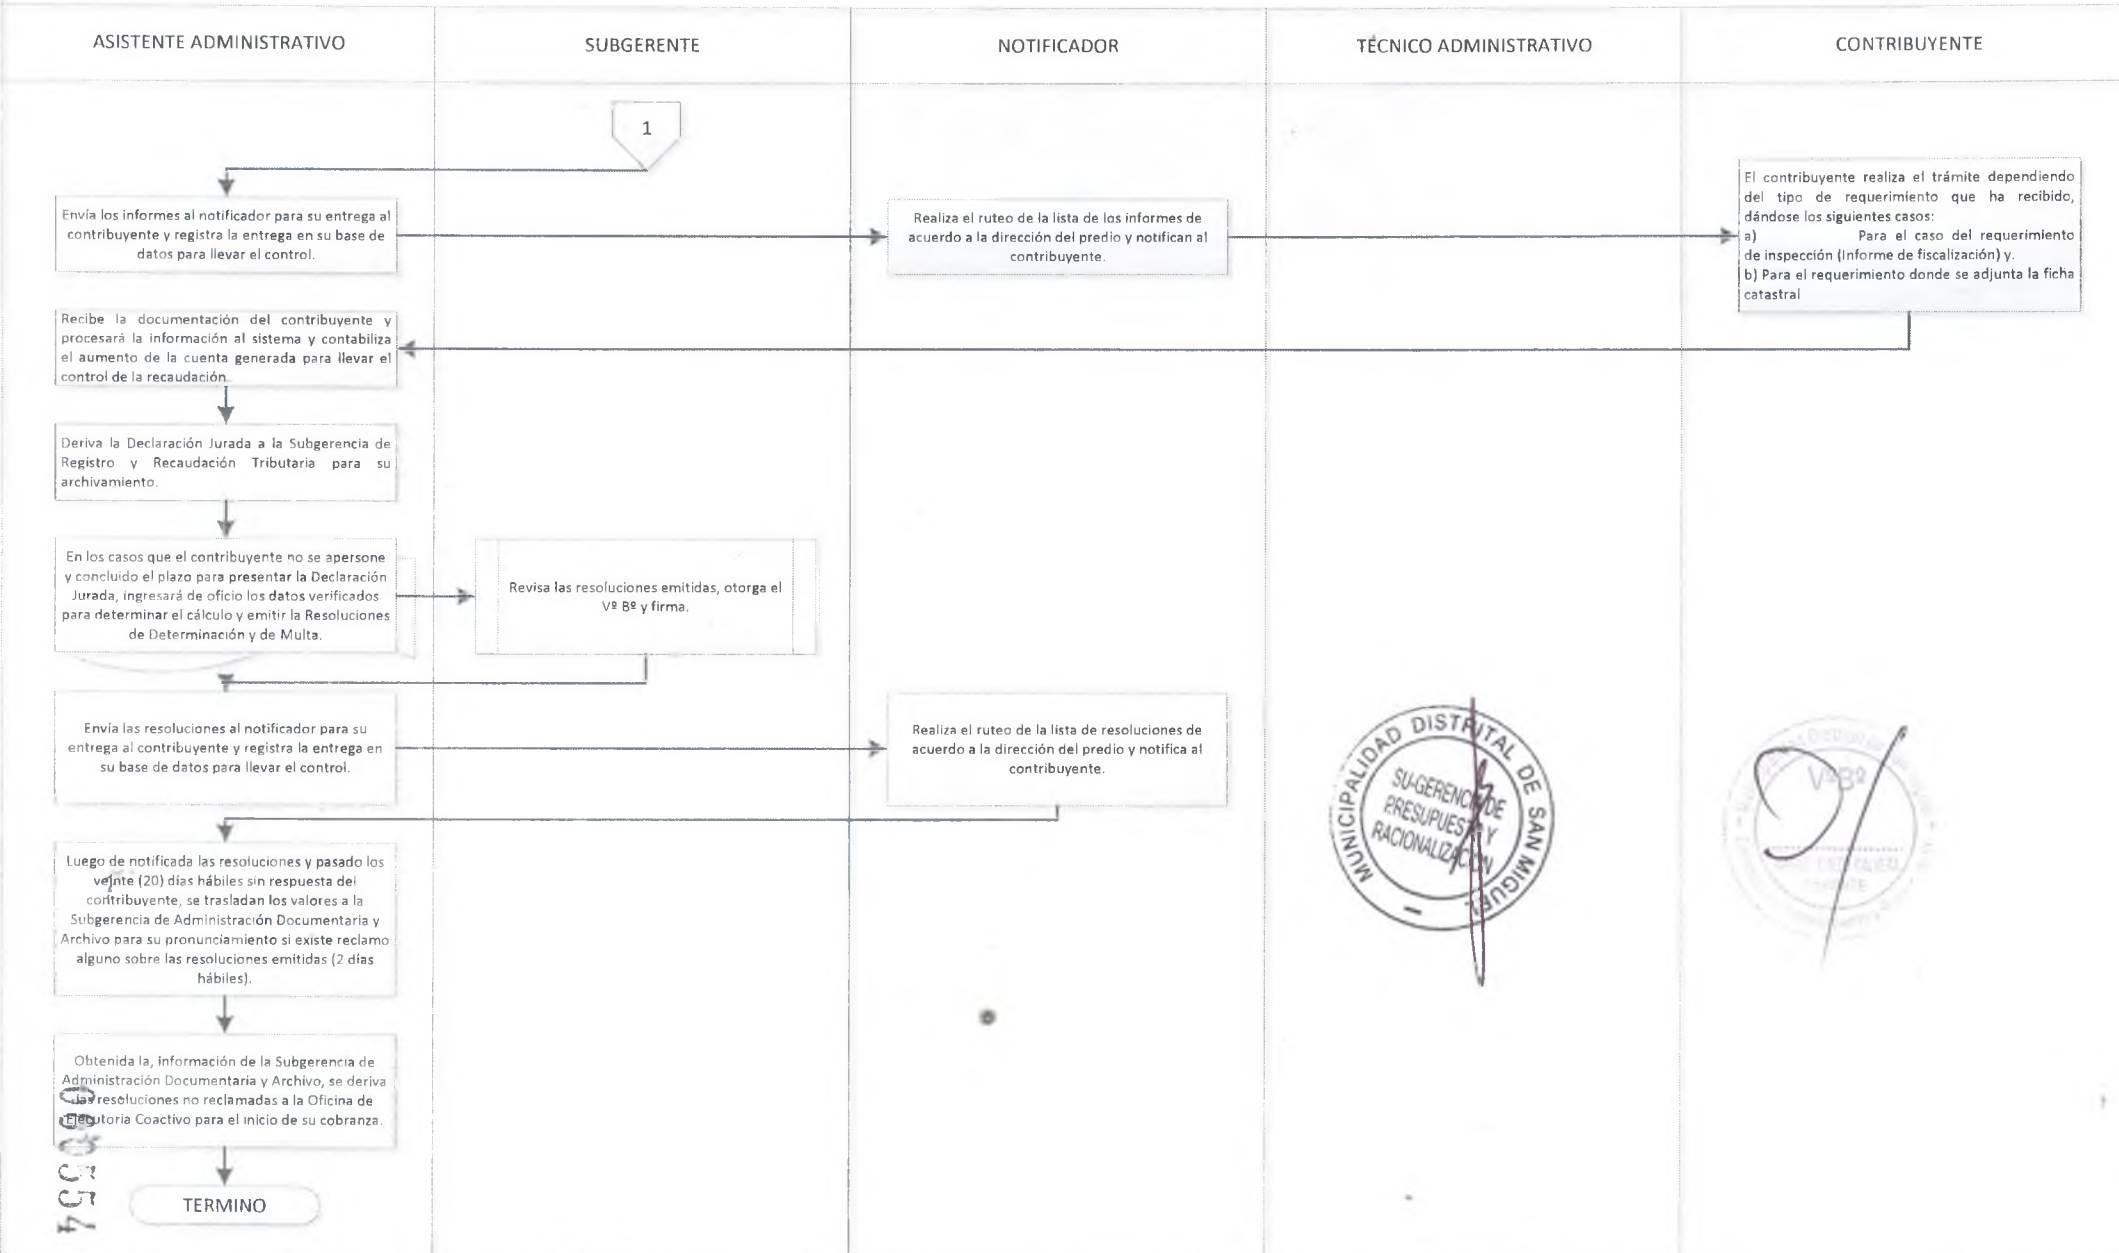 ASISTENTE ADMINISTRATIVO
SUBGERENTE
NOTIFICADOR
TÉCNICO ADMINISTRATIVO
CONTRIBUYENTE
1
Envía los informes al notificador para su entrega al
contribuyente y registra la entrega en su base de
datos para llevar el control.
Realiza el ruteo de la lista de los informes de
acuerdo a la dirección del predio y notifican al
contribuyente.
El contribuyente realiza el trámite dependiendo
del tipo de requerimiento que ha recibido,
dándose los siguientes casos:
a) Para el caso del requerimiento
de inspección (Informe de fiscalización) y.
b) Para el requerimiento donde se adjunta la ficha
catastral
Recibe la documentación del contribuyente y
procesará la información al sistema y contabiliza
el aumento de la cuenta generada para llevar el
control de la recaudación
Deriva la Declaración Jurada a la Subgerencia de
Registro y Recaudación Tributaria para su
archivamiento.
En los casos que el contribuyente no se apersone
y concluido el plazo para presentar la Declaración
Jurada, ingresará de oficio los datos verificados
para determinar el cálculo y emitir la Resoluciones
de Determinación y de Multa.
Revisa las resoluciones emitidas, otorga el
Vº Bº y firma.
Envía las resoluciones al notificador para su
entrega al contribuyente y registra la entrega en
su base de datos para llevar el control.
Realiza el ruteo de la lista de resoluciones de
acuerdo a la dirección del predio y notifica al
contribuyente.
MUNICIPALIDAD DISTRITAL DE SAN MIGUEL
SU-GERENCIA DE
PRESUPUESTO Y
RACIONALIZACIÓN
VºBº
Luego de notificada las resoluciones y pasado los
veinte (20) días hábiles sin respuesta del
contribuyente, se trasladan los valores a la
Subgerencia de Administración Documentaria y
Archivo para su pronunciamiento si existe reclamo
alguno sobre las resoluciones emitidas (2 días
hábiles).
Obtenida la, información de la Subgerencia de
Administración Documentaria y Archivo, se deriva
las resoluciones no reclamadas a la Oficina de
Ejecutoria Coactivo para el inicio de su cobranza.
TERMINO